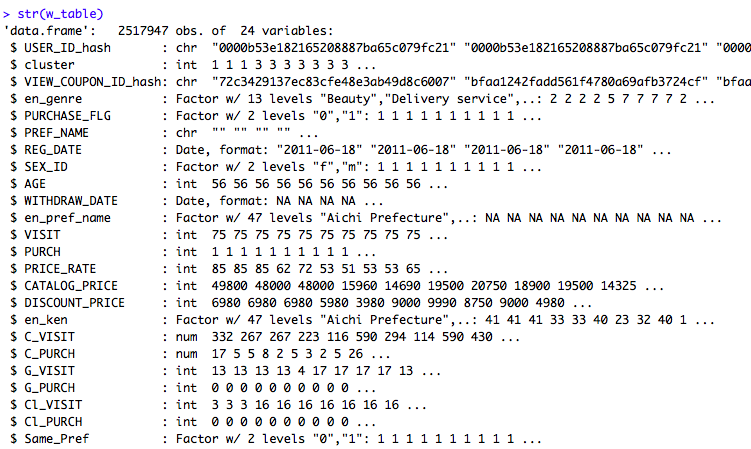 > str(w_table)
'data.frame':	2517947 obs. of  24 variables:
 $ USER_ID_hash       : chr  "0000b53e182165208887ba65c079fc21" "0000b53e182165208887ba65c079fc21" "0000
 $ cluster            : int  1 1 1 3 3 3 3 3 3 3 ...
 $ VIEW_COUPON_ID_hash: chr  "72c3429137ec83cfe48e3ab49d8c6007" "bfaa1242fadd561f4780a69afb3724cf" "bfaa
 $ en_genre           : Factor w/ 13 levels "Beauty","Delivery service",..: 2 2 2 2 5 7 7 7 7 2 ...
 $ PURCHASE_FLG       : Factor w/ 2 levels "0","1": 1 1 1 1 1 1 1 1 1 1 ...
 $ PREF_NAME          : chr  "" "" "" "" ...
 $ REG_DATE           : Date, format: "2011-06-18" "2011-06-18" "2011-06-18" "2011-06-18" ...
 $ SEX_ID             : Factor w/ 2 levels "f","m": 1 1 1 1 1 1 1 1 1 1 ...
 $ AGE                : int  56 56 56 56 56 56 56 56 56 56 ...
 $ WITHDRAW_DATE      : Date, format: NA NA NA NA ...
 $ en_pref_name       : Factor w/ 47 levels "Aichi Prefecture",..: NA NA NA NA NA NA NA NA NA NA ...
 $ VISIT              : int  75 75 75 75 75 75 75 75 75 75 ...
 $ PURCH              : int  1 1 1 1 1 1 1 1 1 1 ...
 $ PRICE_RATE         : int  85 85 85 62 72 53 51 53 53 65 ...
 $ CATALOG_PRICE      : int  49800 48000 48000 15960 14690 19500 20750 18900 19500 14325 ...
 $ DISCOUNT_PRICE     : int  6980 6980 6980 5980 3980 9000 9990 8750 9000 4980 ...
 $ en_ken             : Factor w/ 47 levels "Aichi Prefecture",..: 41 41 41 33 33 40 23 32 40 1 ...
 $ C_VISIT            : num  332 267 267 223 116 590 294 114 590 430 ...
 $ C_PURCH            : num  17 5 5 8 2 5 3 2 5 26 ...
 $ G_VISIT            : int  13 13 13 13 4 17 17 17 17 13 ...
 $ G_PURCH            : int  0 0 0 0 0 0 0 0 0 0 ...
 $ Cl_VISIT           : int  3 3 3 16 16 16 16 16 16 16 ...
 $ Cl_PURCH           : int  0 0 0 0 0 0 0 0 0 0 ...
 $ Same_Pref          : Factor w/ 2 levels "0","1": 1 1 1 1 1 1 1 1 1 1 ...